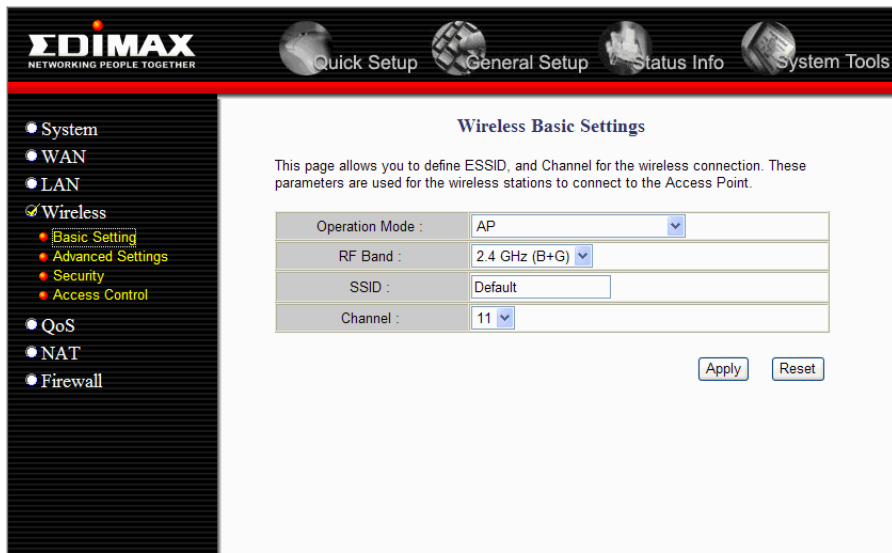 EDIMAX
NETWORKING PEOPLE TOGETHER
Quick Setup
General Setup
Status Info
System Tools
System
WAN
LAN
Wireless
Basic Setting
Advanced Settings
Security
Access Control
QoS
NAT
Firewall
Wireless Basic Settings
This page allows you to define ESSID, and Channel for the wireless connection. These
parameters are used for the wireless stations to connect to the Access Point.
Operation Mode : AP
RF Band : 2.4 GHz (B+G)
SSID : Default
Channel : 11
Apply Reset